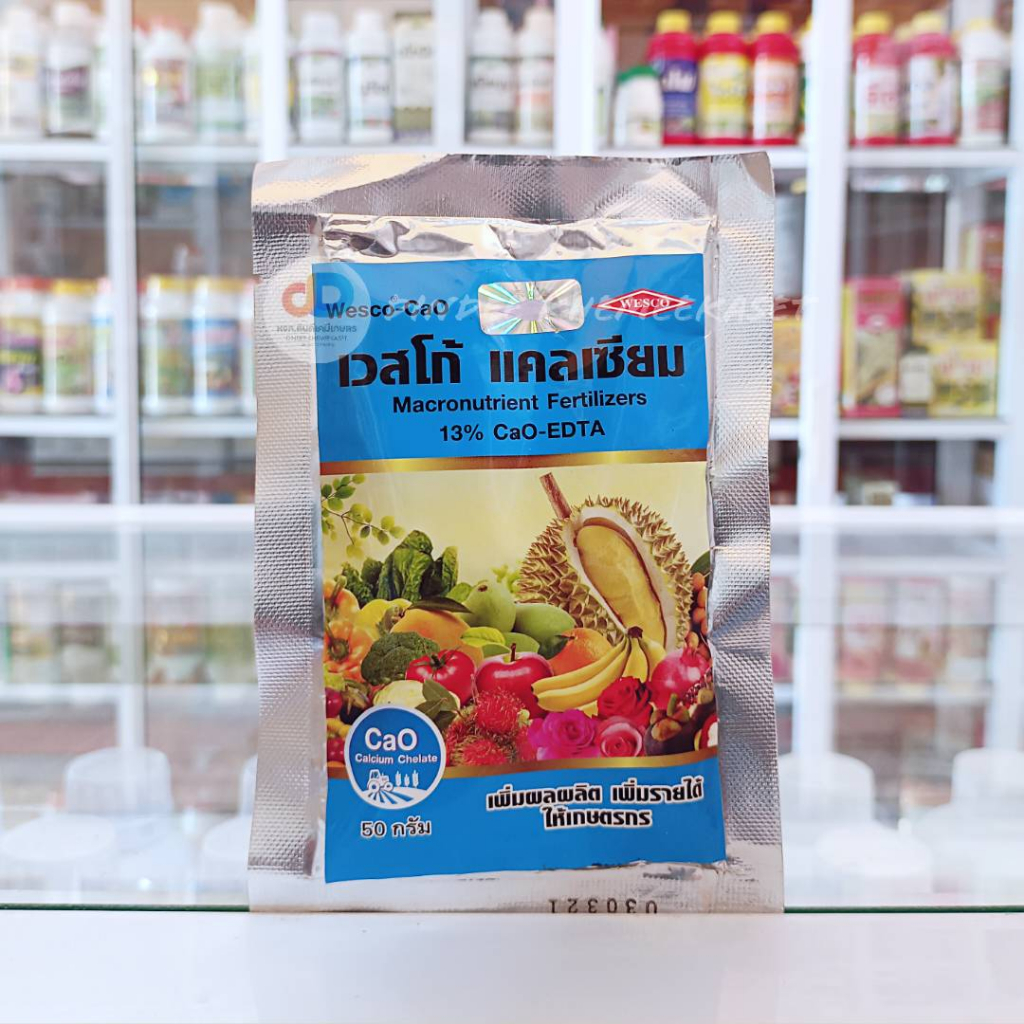 Wesco-CaO
WESCO
เวสโก้ แคลเซียม
Macronutrient Fertilizers
13% CaO-EDTA
CaO
Calcium Chelate
50 กรัม
เพิ่มผลผลิต เพิ่มรายได้
ให้เกษตรกร
030321